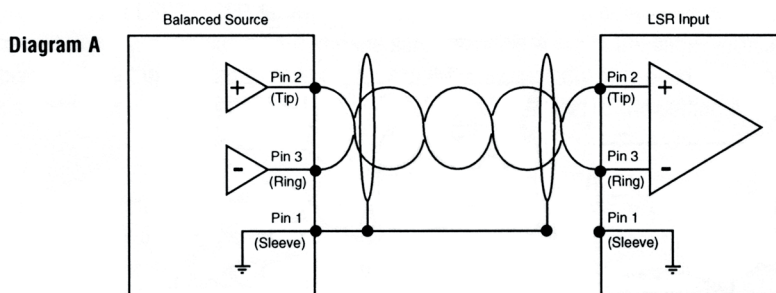 Balanced Source
LSR Input
Diagram A
+
Pin 2
(Tip)
Pin 2
(Tip)
+
-
Pin 3
(Ring)
Pin 3
(Ring)
-
Pin 1
(Sleeve)
Pin 1
(Sleeve)